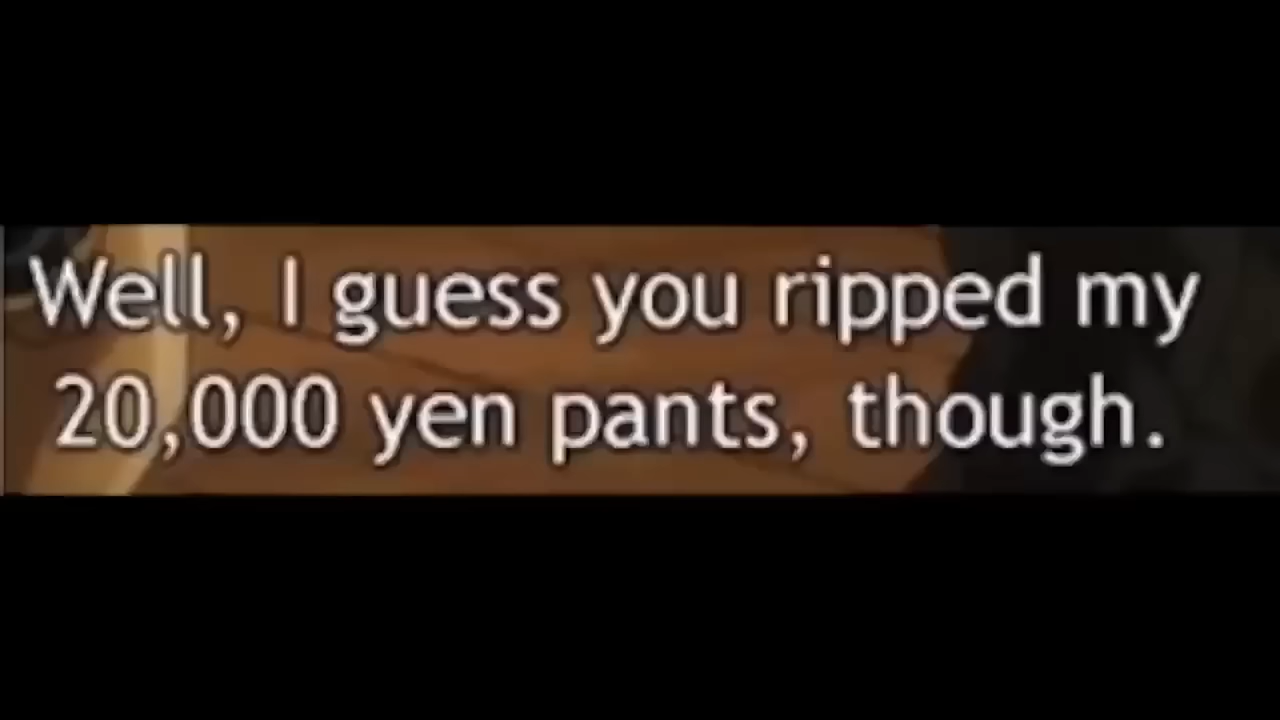 Well, I guess you ripped my
20,000 yen pants, though.